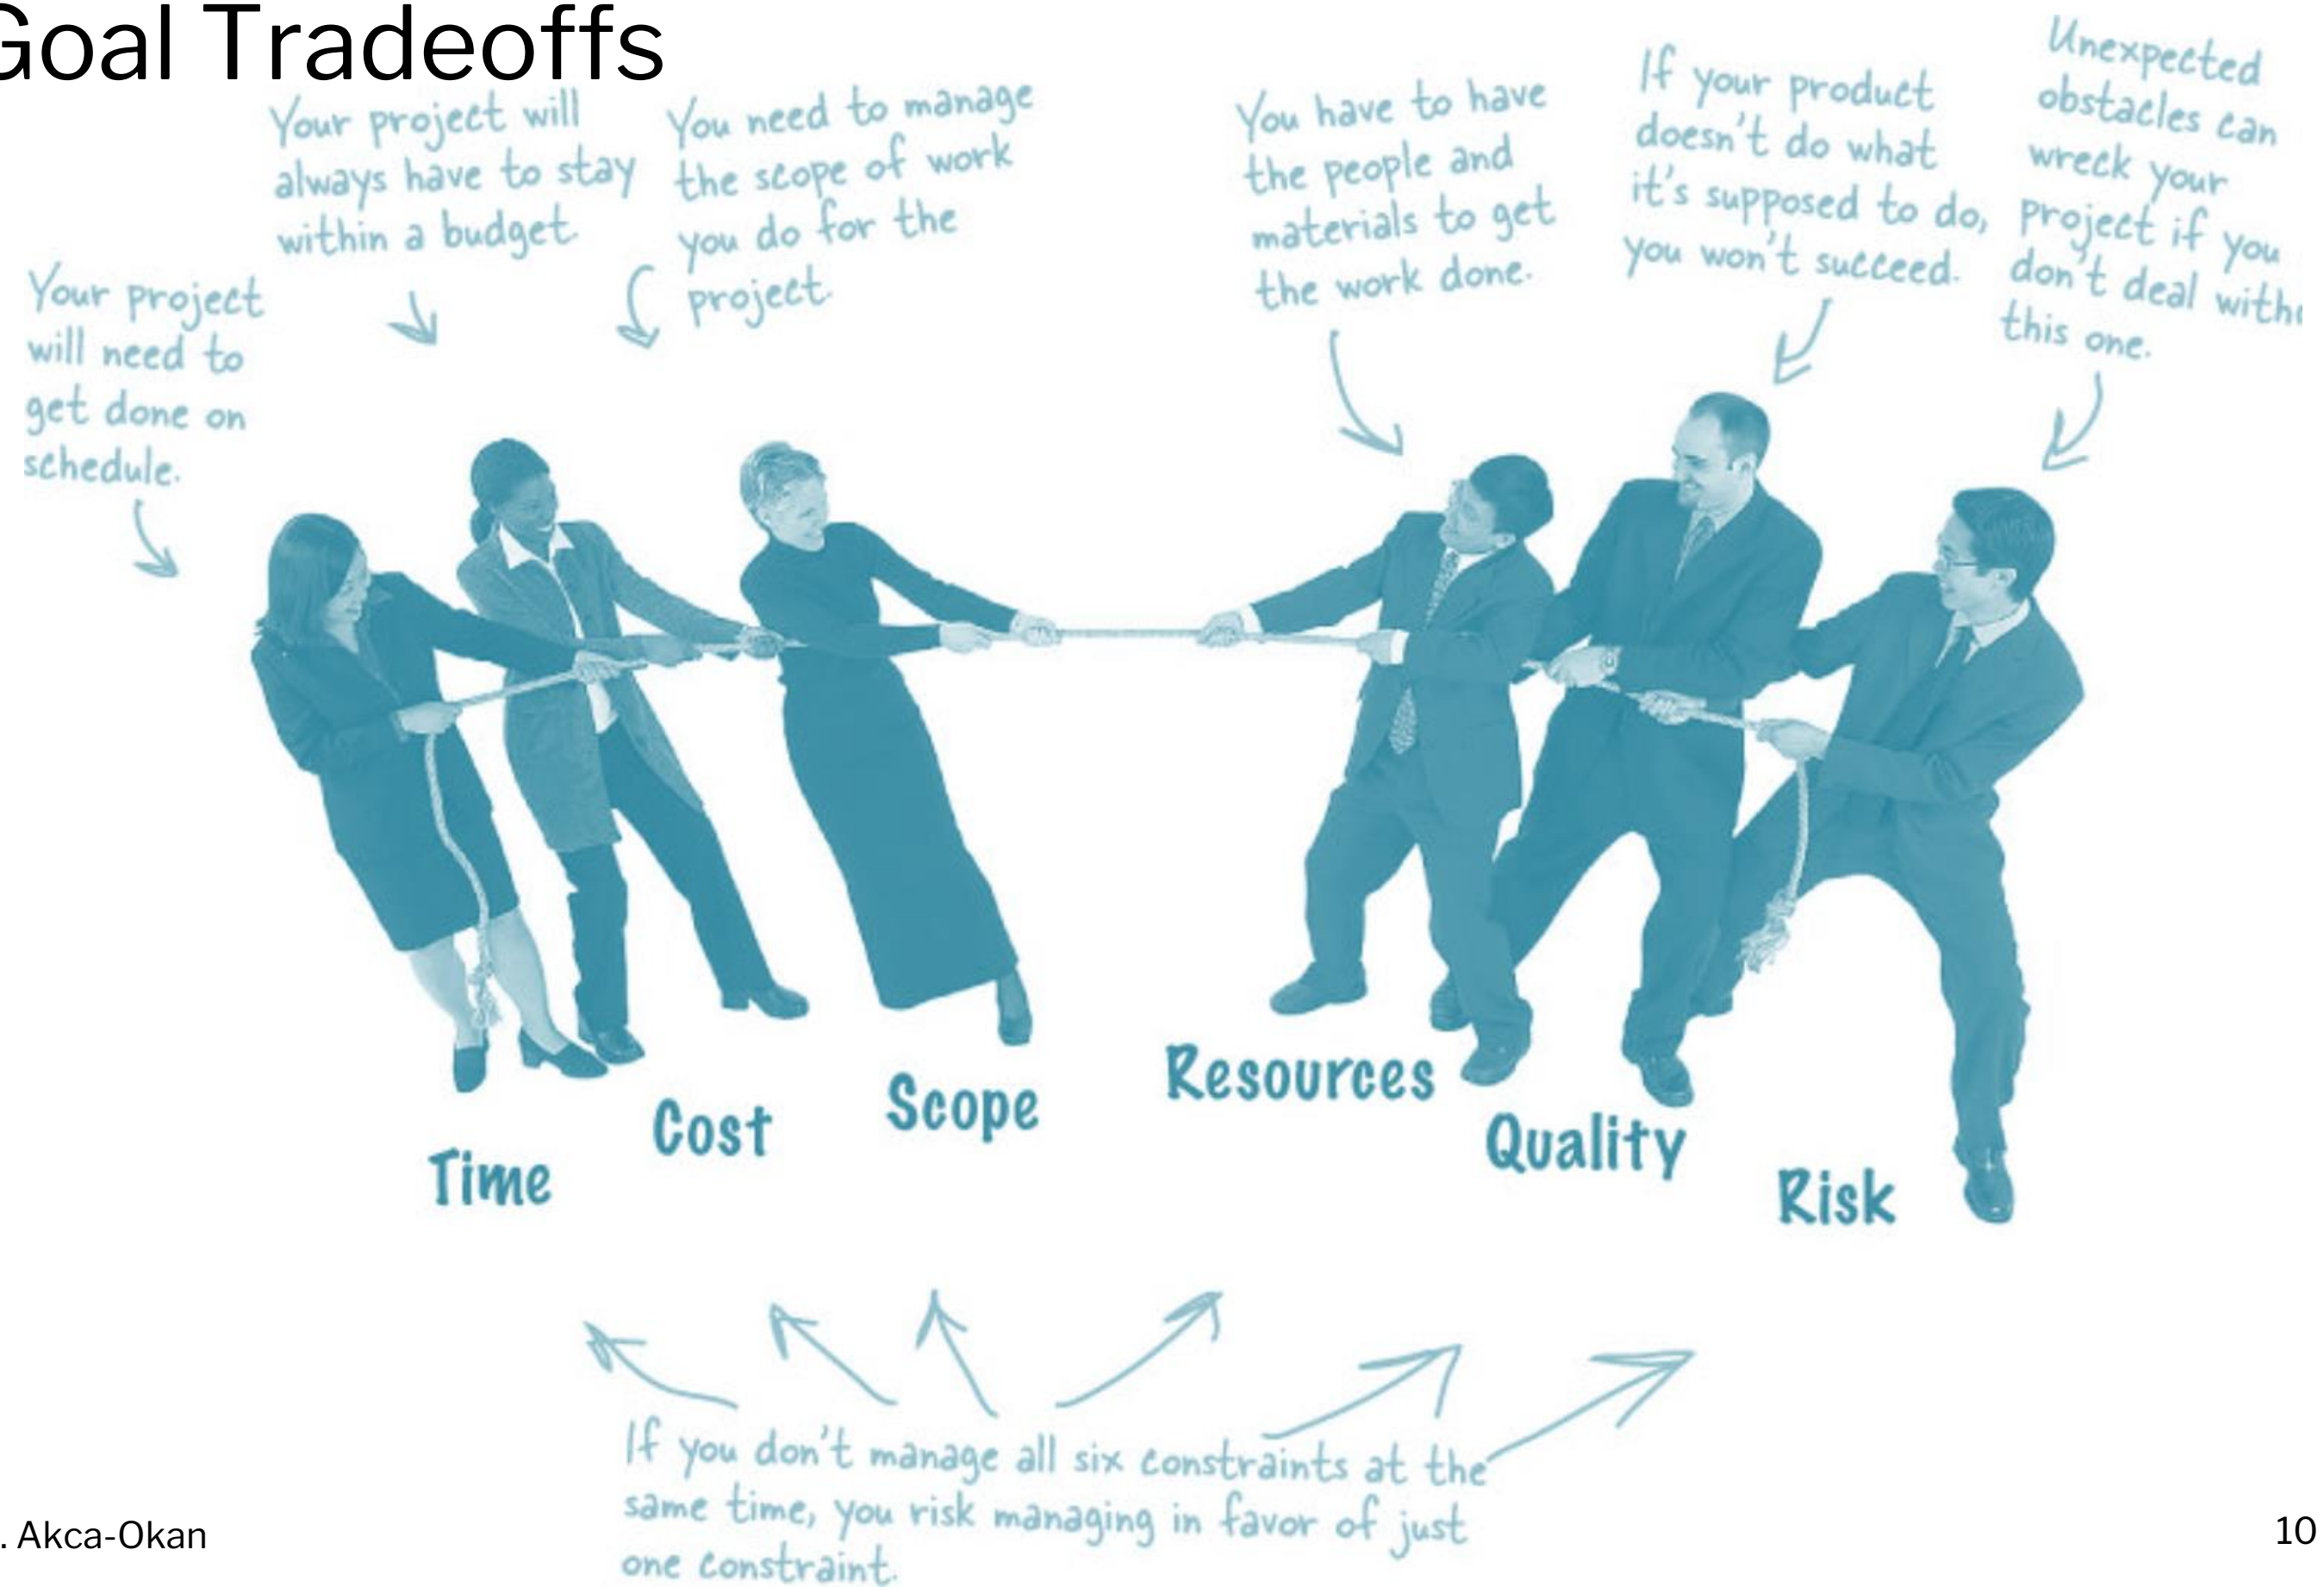 Goal Tradeoffs
Your project
will need to
get done on
schedule.
Your project will
always have to stay
within a budget.
You need to manage
the scope of work
you do for the
project.
You have to have
the people and
materials to get
the work done.
If your product
doesn't do what
it's supposed to do,
you won't succeed.
Unexpected
obstacles can
wreck your
project if you
don't deal with
this one.
Time
Cost
Scope
Resources
Quality
Risk
If you don't manage all six constraints at the
same time, you risk managing in favor of just
one constraint.
. Akca-Okan
10